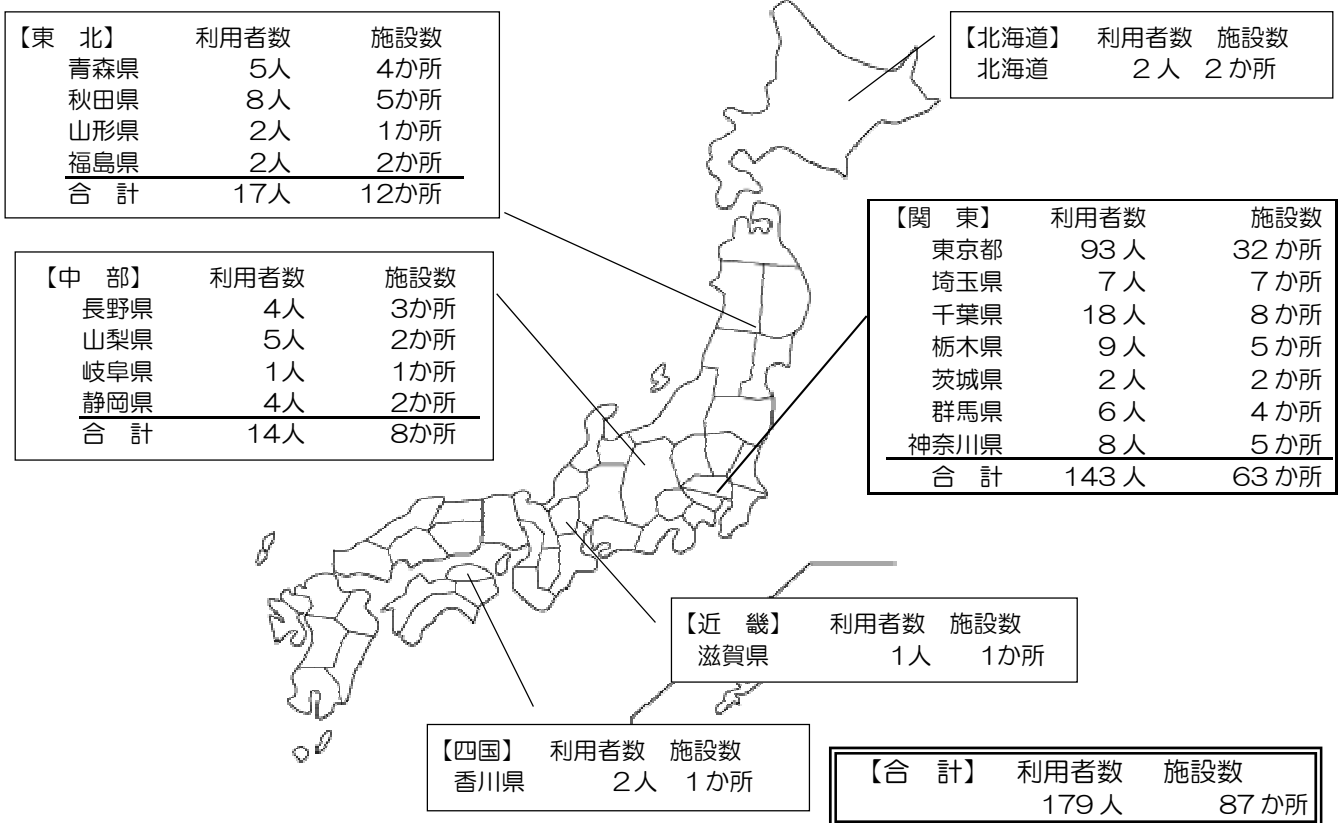 【東　北】　利用者数　施設数
青森県　5人　4か所
秋田県　8人　5か所
山形県　2人　1か所
福島県　2人　2か所
合　計　17人　12か所
【北海道】　利用者数　施設数
北海道　2人　2か所
【中　部】　利用者数　施設数
長野県　4人　3か所
山梨県　5人　2か所
岐阜県　1人　1か所
静岡県　4人　2か所
合　計　14人　8か所
【関　東】　利用者数　施設数
東京都　93人　32か所
埼玉県　7人　7か所
千葉県　18人　8か所
栃木県　9人　5か所
茨城県　2人　2か所
群馬県　6人　4か所
神奈川県　8人　5か所
合　計　143人　63か所
【近　畿】　利用者数　施設数
滋賀県　1人　1か所
【四国】　利用者数　施設数
香川県　2人　1か所
【合　計】　利用者数　施設数
179人　87か所